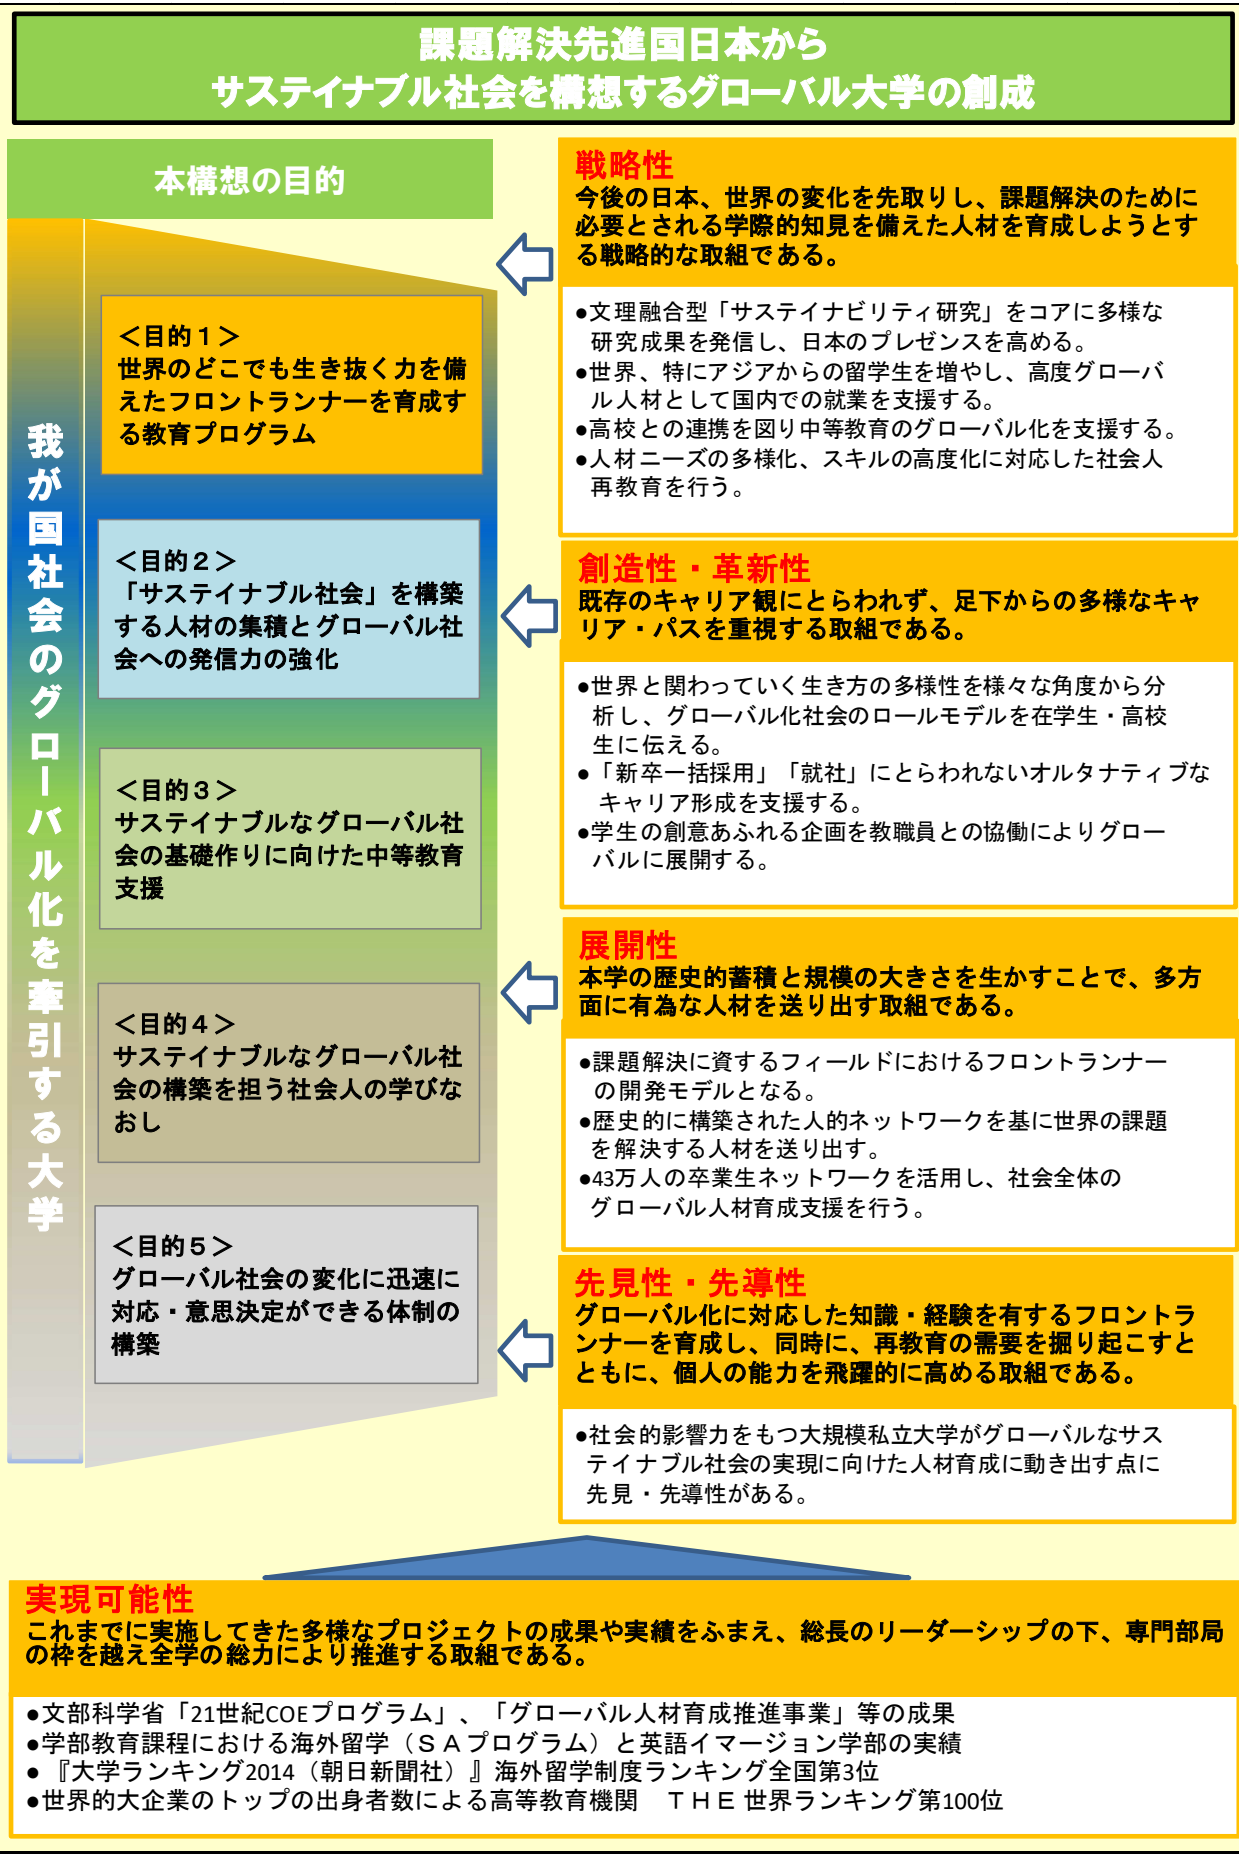 課題解決先進国日本から
サステイナブル社会を構想するグローバル大学の創成
本構想の目的
我が国社会のグローバル化を牽引する大学
＜目的１＞
世界のどこでも生き抜く力を備
えたフロントランナーを育成す
る教育プログラム
＜目的２＞
「サステイナブル社会」を構築
する人材の集積とグローバル社
会への発信力の強化
＜目的３＞
サステイナブルなグローバル社
会の基礎作りに向けた中等教育
支援
＜目的４＞
サステイナブルなグローバル社
会の構築を担う社会人の学びな
おし
＜目的５＞
グローバル社会の変化に迅速に
対応・意思決定ができる体制の
構築
戦略性
今後の日本、世界の変化を先取りし、課題解決のために
必要とされる学際的知見を備えた人材を育成しようとす
る戦略的な取組である。
●文理融合型「サステイナビリティ研究」をコアに多様な
研究成果を発信し、日本のプレゼンスを高める。
●世界、特にアジアからの留学生を増やし、高度グローバ
ル人材として国内での就業を支援する。
●高校との連携を図り中等教育のグローバル化を支援する。
●人材ニーズの多様化、スキルの高度化に対応した社会人
再教育を行う。
創造性・革新性
既存のキャリア観にとらわれず、足下からの多様なキャ
リア・パスを重視する取組である。
●世界と関わっていく生き方の多様性を様々な角度から分
析し、グローバル化社会のロールモデルを在学生・高校
生に伝える。
●「新卒一括採用」「就社」にとらわれないオルタナティブな
キャリア形成を支援する。
●学生の創意あふれる企画を教職員との協働によりグロー
バルに展開する。
展開性
本学の歴史的蓄積と規模の大きさを生かすことで、多方
面に有為な人材を送り出す取組である。
●課題解決に資するフィールドにおけるフロントランナー
の開発モデルとなる。
●歴史的に構築された人的ネットワークを基に世界の課題
を解決する人材を送り出す。
●43万人の卒業生ネットワークを活用し、社会全体の
グローバル人材育成支援を行う。
先見性・先導性
グローバル化に対応した知識・経験を有するフロントラ
ンナーを育成し、同時に、再教育の需要を掘り起こすと
ともに、個人の能力を飛躍的に高める取組である。
●社会的影響力をもつ大規模私立大学がグローバルなサス
テイナブル社会の実現に向けた人材育成に動き出す点に
先見・先導性がある。
実現可能性
これまでに実施してきた多様なプロジェクトの成果や実績をふまえ、総長のリーダーシップの下、専門部局
の枠を越え全学の総力により推進する取組である。
●文部科学省「21世紀COEプログラム」、「グローバル人材育成推進事業」等の成果
●学部教育課程における海外留学（ＳＡプログラム）と英語イマージョン学部の実績
●『大学ランキング2014（朝日新聞社）』海外留学制度ランキング全国第3位
●世界的大企業のトップの出身者数による高等教育機関　ＴＨＥ世界ランキング第100位